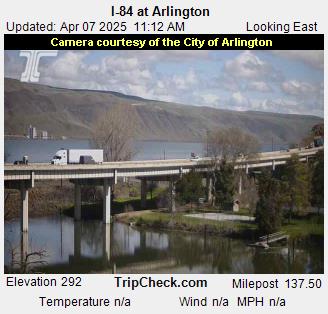 I-84 at Arlington
Updated: Apr 07 2025 11:12 AM Looking East
Camera courtesy of the City of Arlington
Elevation 292 TripCheck.com Milepost 137.50
Temperature n/a Wind n/a MPH n/a